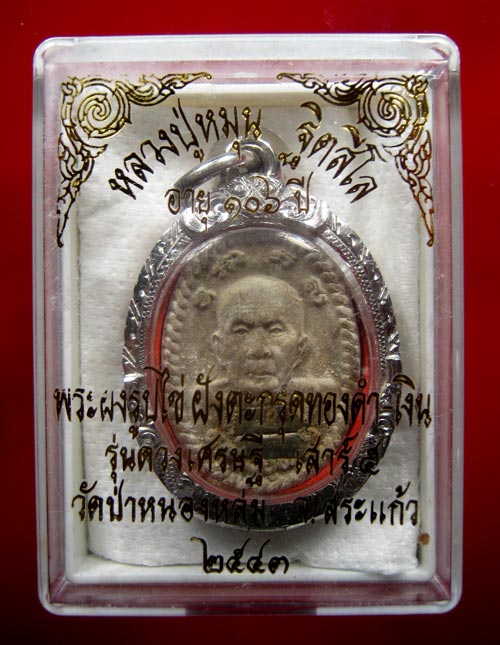 หลวงปู่หมุน ฐิตสีโล
อายุ ๑๐๖ ปี
พระผงรูปไข่ ฝังตะกรุดทองคำ เงิน
รุ่นดวงเศรษฐี เสาร์ ๕
วัดป่าหนองหล่ม จ.สระแก้ว
๒๕๔๓